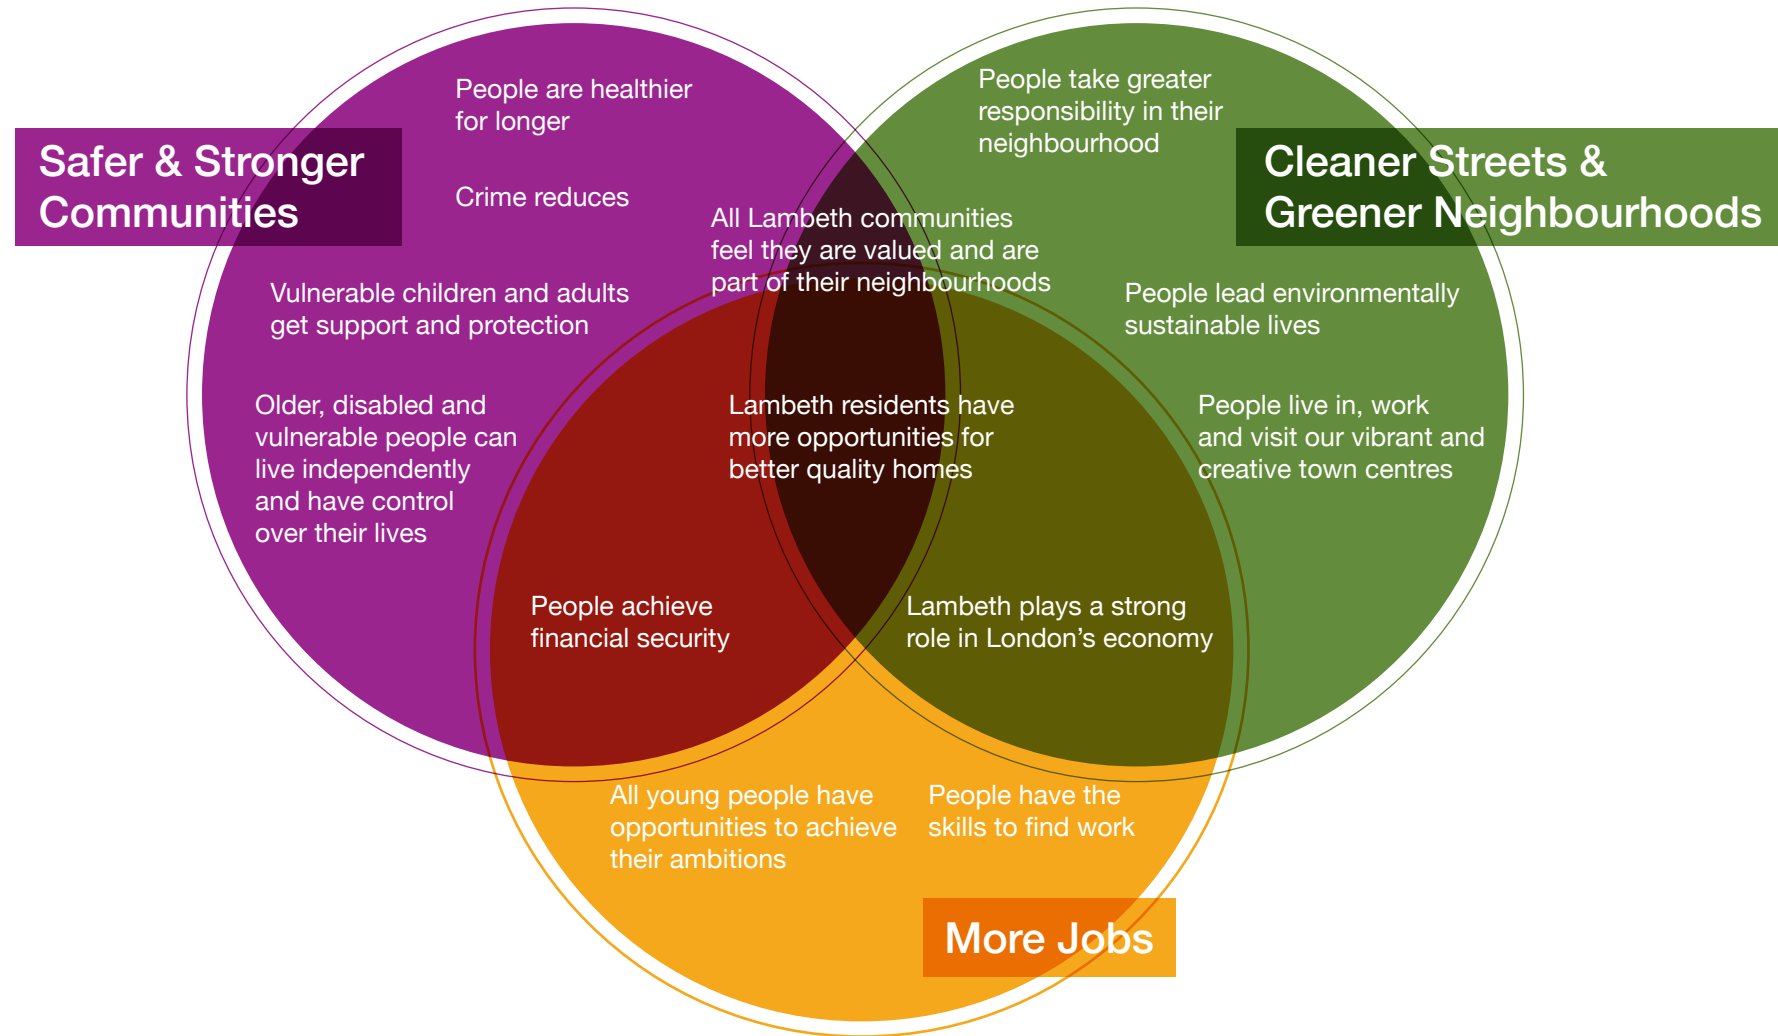 Safer & Stronger
Communities
People are healthier
for longer
Crime reduces
Vulnerable children and adults
get support and protection
Older, disabled and
vulnerable people can
live independently
and have control
over their lives
All Lambeth communities
feel they are valued and are
part of their neighbourhoods
Lambeth residents have
more opportunities for
better quality homes
People take greater
responsibility in their
neighbourhood
Cleaner Streets &
Greener Neighbourhoods
People lead environmentally
sustainable lives
People live in, work
and visit our vibrant and
creative town centres
People achieve
financial security
Lambeth plays a strong
role in London’s economy
All young people have
opportunities to achieve
their ambitions
People have the
skills to find work
More Jobs